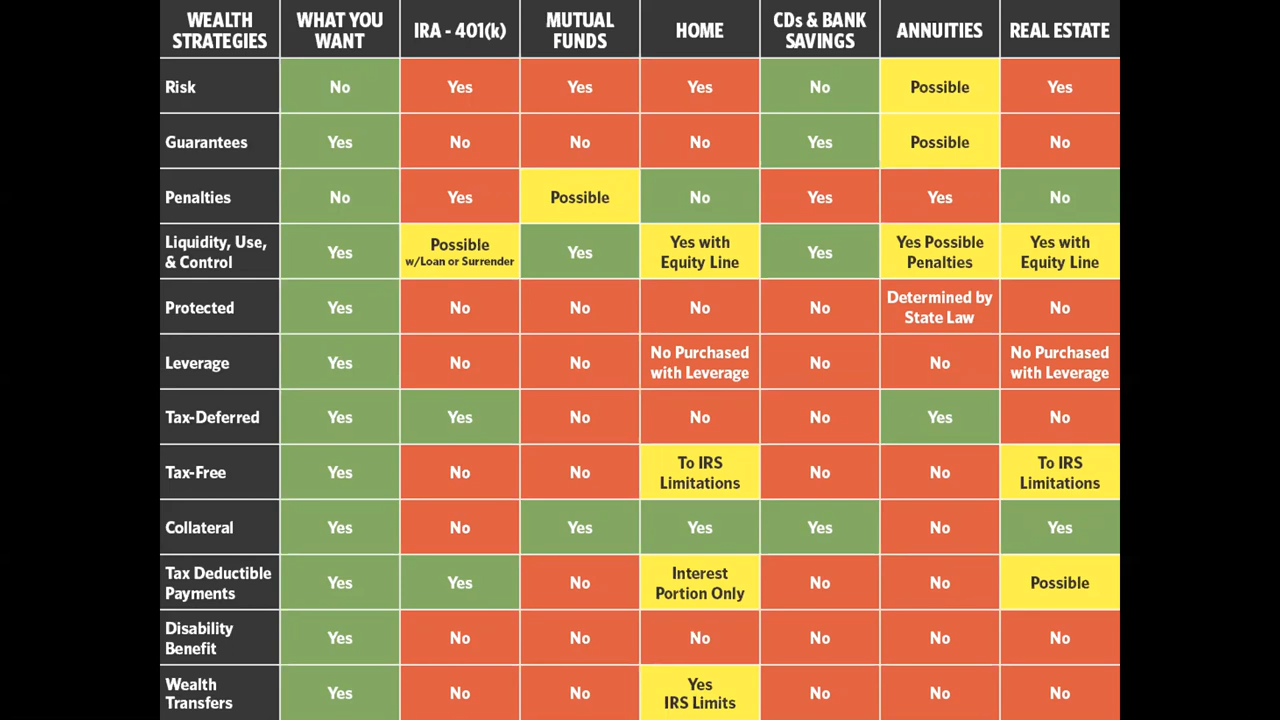 WEALTH STRATEGIES WHAT YOU WANT IRA - 401(k) MUTUAL FUNDS HOME CDs & BANK SAVINGS ANNUITIES REAL ESTATE
Risk No Yes Yes Yes No Possible Yes
Guarantees Yes No No No Yes Possible No
Penalties No Yes Possible No Yes Yes No
Liquidity, Use, & Control Yes Possible w/Loan or Surrender Yes Yes with Equity Line Yes Yes Possible Penalties Yes with Equity Line
Protected Yes No No No No Determined by State Law No
Leverage Yes No No No Purchased with Leverage No No No Purchased with Leverage
Tax-Deferred Yes Yes No No No Yes No
Tax-Free Yes No No To IRS Limitations No No To IRS Limitations
Collateral Yes No Yes Yes Yes No Yes
Tax Deductible Payments Yes Yes No Interest Portion Only No No Possible
Disability Benefit Yes No No No No No No
Wealth Transfers Yes No No Yes IRS Limits No No No